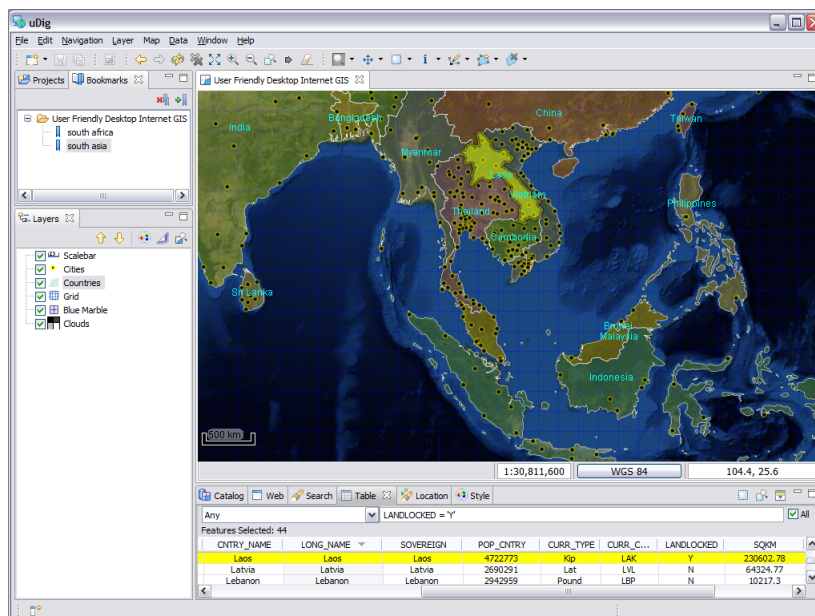 uDig
File Edit Navigation Layer Map Data Window Help
Projects Bookmarks
User Friendly Desktop Internet GIS
south africa
south asia
Layers
Scalebar
Cities
Countries
Grid
Blue Marble
Clouds
User Friendly Desktop Internet GIS
China
India
Bangladesh
Taiwan
Myanmar
Laos
Vietnam
Thailand
Philippines
Cambodia
Sri Lanka
Brunei
Malaysia
Indonesia
500 km
1:30,811,600 WGS 84 104.4, 25.6
Catalog Web Search Table Location Style
Any LANDLOCKED = 'Y' All
Features Selected: 44
CNTRY_NAME LONG_NAME SOVEREIGN POP_CNTRY CURR_TYPE CURR_C... LANDLOCKED SQKM
Laos Laos Laos 4722773 Kip LAK Y 230602.78
Latvia Latvia Latvia 2690291 Lat LVL N 64324.77
Lebanon Lebanon Lebanon 2942959 Pound LBP N 10217.3